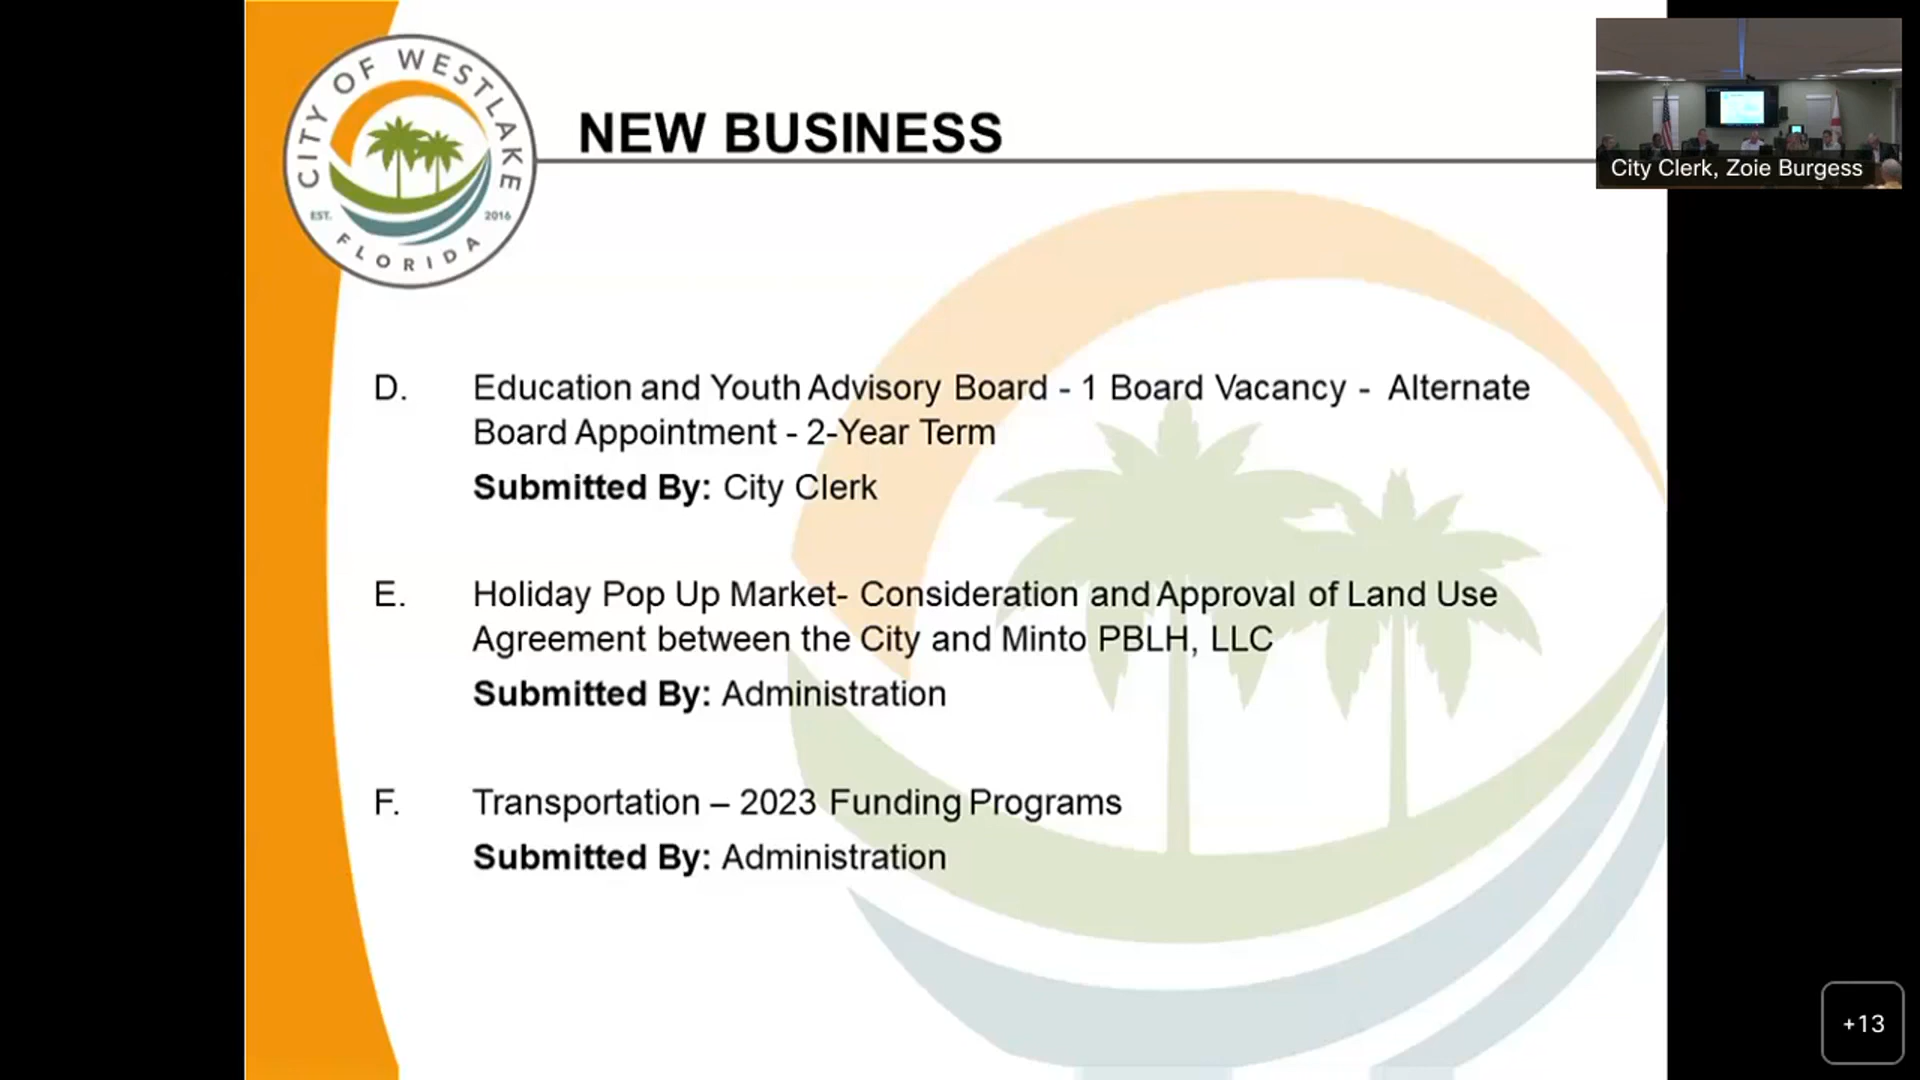 CITY OF WESTLAKE
EST. 2016
FLORIDA
NEW BUSINESS
City Clerk, Zoie Burgess
D. Education and Youth Advisory Board - 1 Board Vacancy - Alternate
Board Appointment - 2-Year Term
Submitted By: City Clerk
E. Holiday Pop Up Market- Consideration and Approval of Land Use
Agreement between the City and Minto PBLH, LLC
Submitted By: Administration
F. Transportation – 2023 Funding Programs
Submitted By: Administration
+13